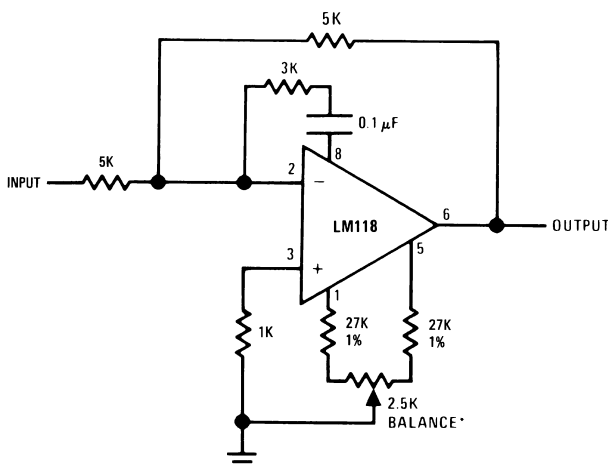 5K
3K
0.1 μF
8
5K
INPUT
2
−
LM118
6
OUTPUT
5
3
+
1
1K
27K
1%
27K
1%
2.5K
BALANCE*